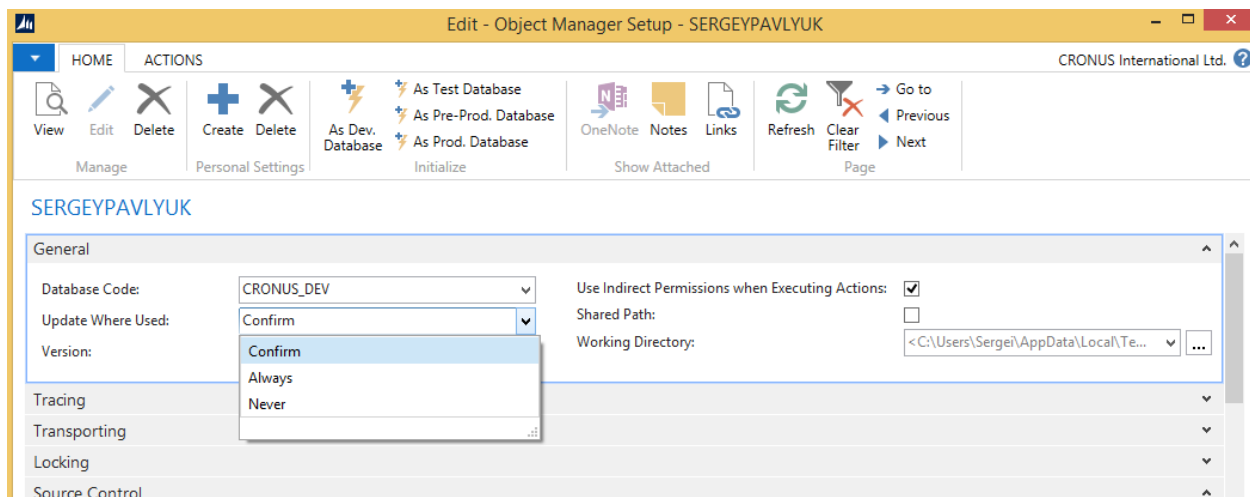 Edit - Object Manager Setup - SERGEYPAVLYUK
HOME ACTIONS CRONUS International Ltd.
View Edit Delete Create Delete As Dev. Database As Test Database
As Pre-Prod. Database
As Prod. Database
OneNote Notes Links Refresh Clear Filter Go to
Previous
Next
Manage Personal Settings Initialize Show Attached Page
SERGEYPAVLYUK
General
Database Code: CRONUS_DEV Use Indirect Permissions when Executing Actions:
Update Where Used: Confirm Shared Path:
Version: Working Directory: <C:\Users\Sergei\AppData\Local\Te... ...
Confirm
Always
Never
Tracing
Transporting
Locking
Source Control